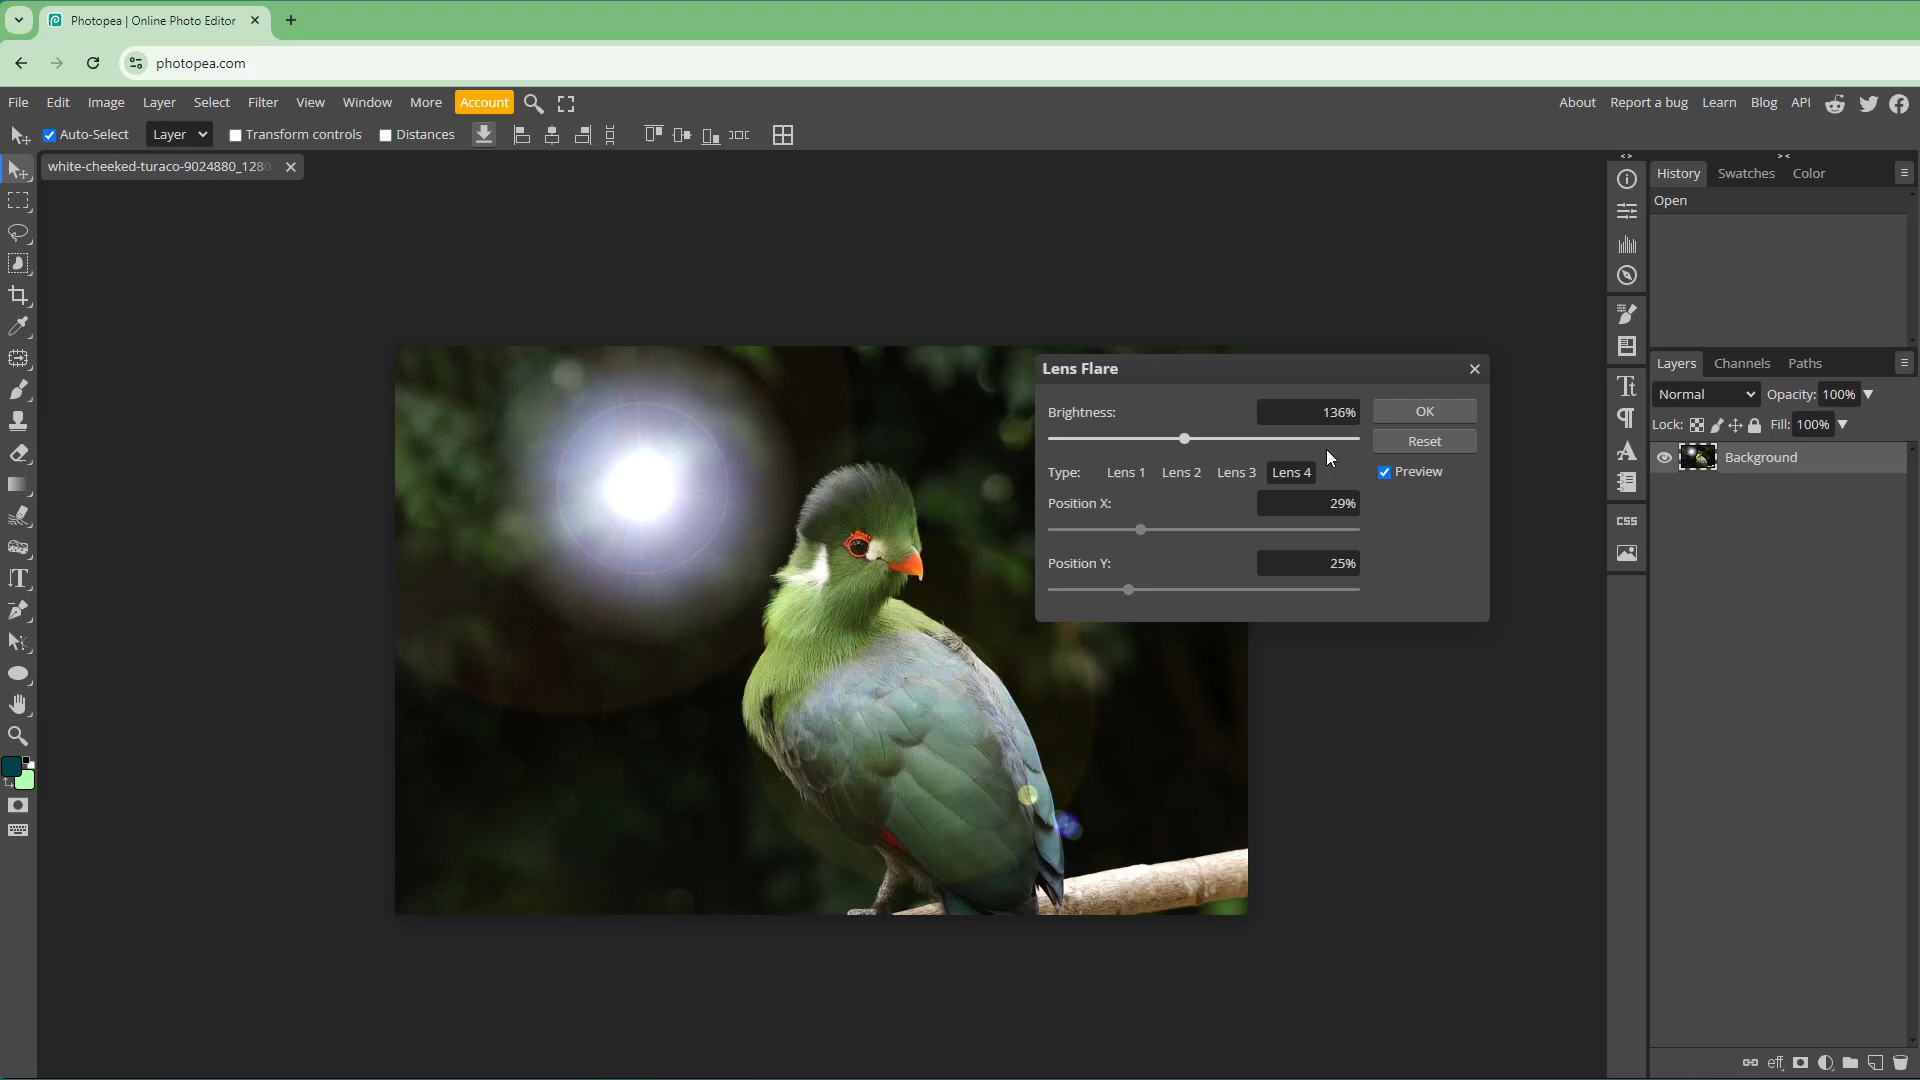 Photopea | Online Photo Editor
photopea.com
File Edit Image Layer Select Filter View Window More Account About Report a bug Learn Blog API
Auto-Select Layer Transform controls Distances
white-cheeked-turaco-9024880_1280
History Swatches Color
Open
Lens Flare
Brightness: 136% OK
Reset
Type: Lens 1 Lens 2 Lens 3 Lens 4 Preview
Position X: 29%
Position Y: 25%
Layers Channels Paths
Normal Opacity: 100%
Lock: Fill: 100%
Background
CSS
eff